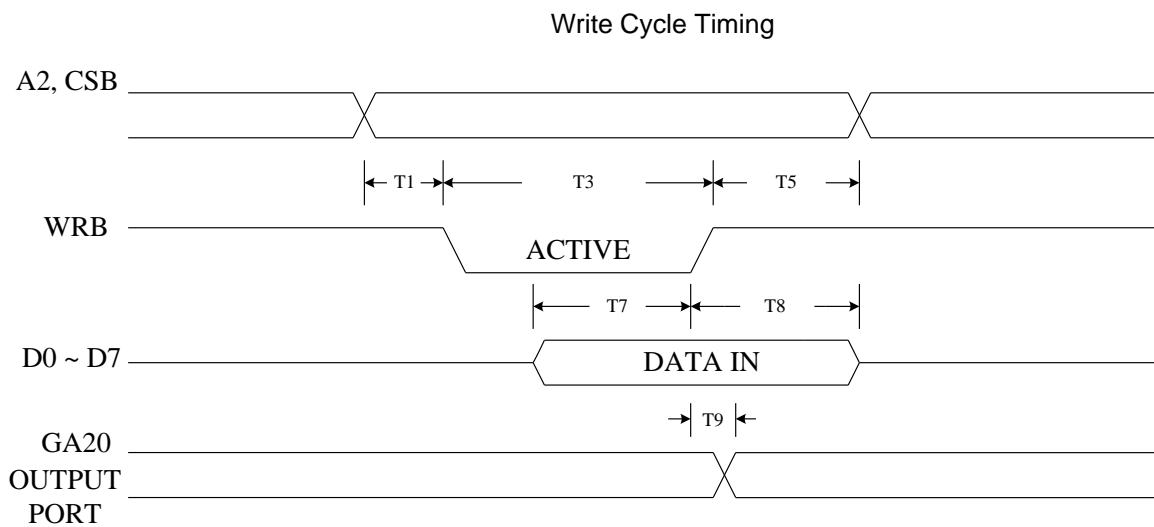 Write Cycle Timing
A2, CSB
T1
T3
T5
WRB
ACTIVE
T7
T8
D0 ~ D7
DATA IN
T9
GA20
OUTPUT
PORT